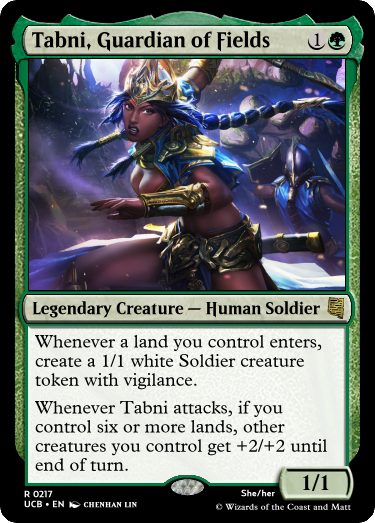 Tabni, Guardian of Fields 1
Legendary Creature — Human Soldier
Whenever a land you control enters,
create a 1/1 white Soldier creature
token with vigilance.
Whenever Tabni attacks, if you
control six or more lands, other
creatures you control get +2/+2 until
end of turn.
1/1
R 0217 She/her
UCB • EN CHENHAN LIN © Wizards of the Coast and Matt